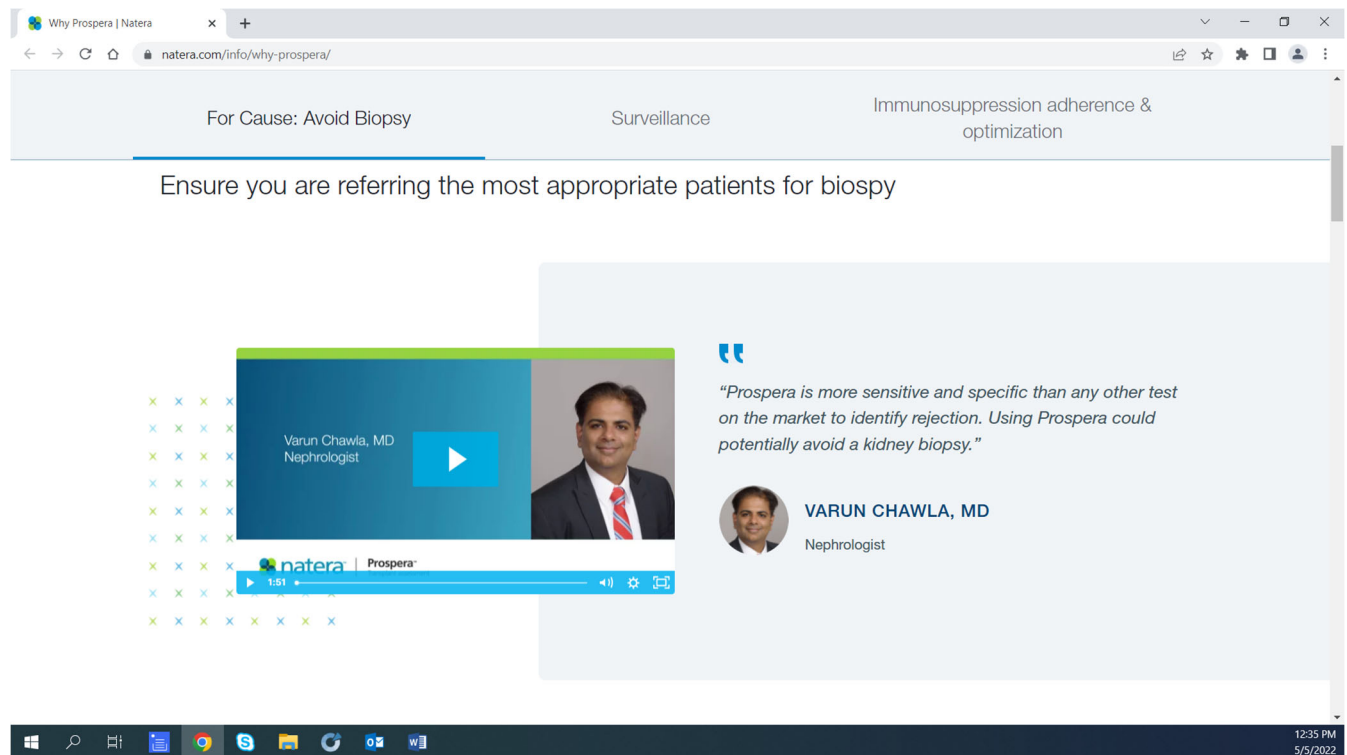 Why Prospera | Natera
natera.com/info/why-prospera/
For Cause: Avoid Biopsy
Surveillance
Immunosuppression adherence &
optimization
Ensure you are referring the most appropriate patients for biospy
Varun Chawla, MD
Nephrologist
natera
Prospera
1:51
“Prospera is more sensitive and specific than any other test
on the market to identify rejection. Using Prospera could
potentially avoid a kidney biopsy.”
VARUN CHAWLA, MD
Nephrologist
12:35 PM
5/5/2022